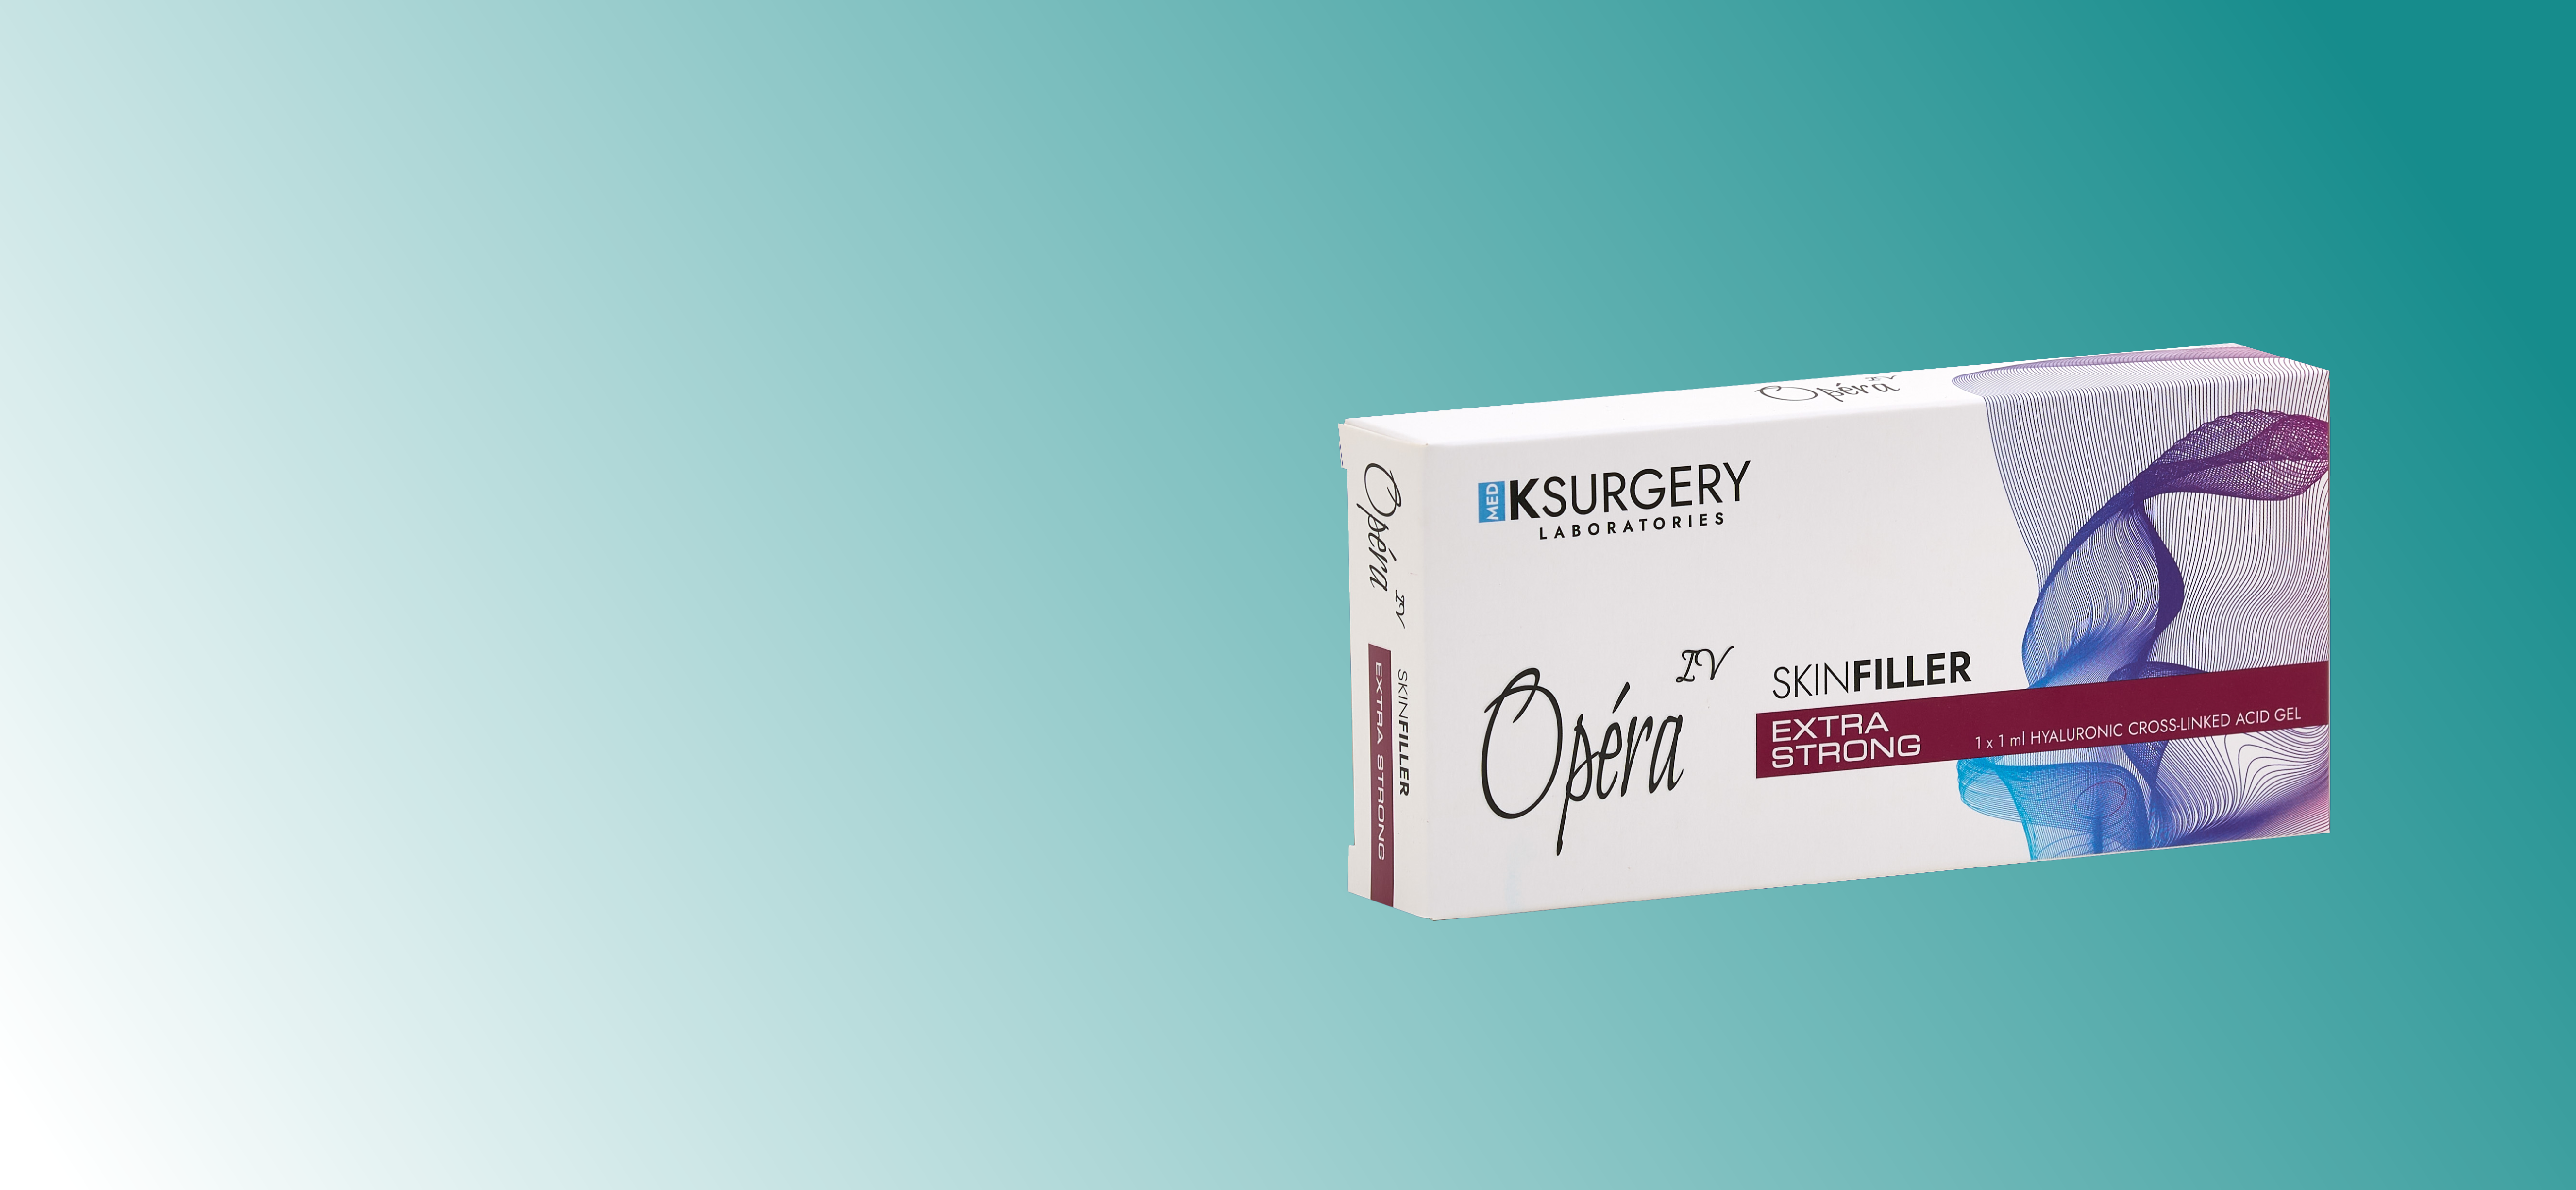 Opéra IV
MED KSURGERY
LABORATORIES
Opéra IV
SKINFILLER
EXTRA STRONG
Opéra IV
SKINFILLER
EXTRA
STRONG
1 x 1 ml HYALURONIC CROSS-LINKED ACID GEL